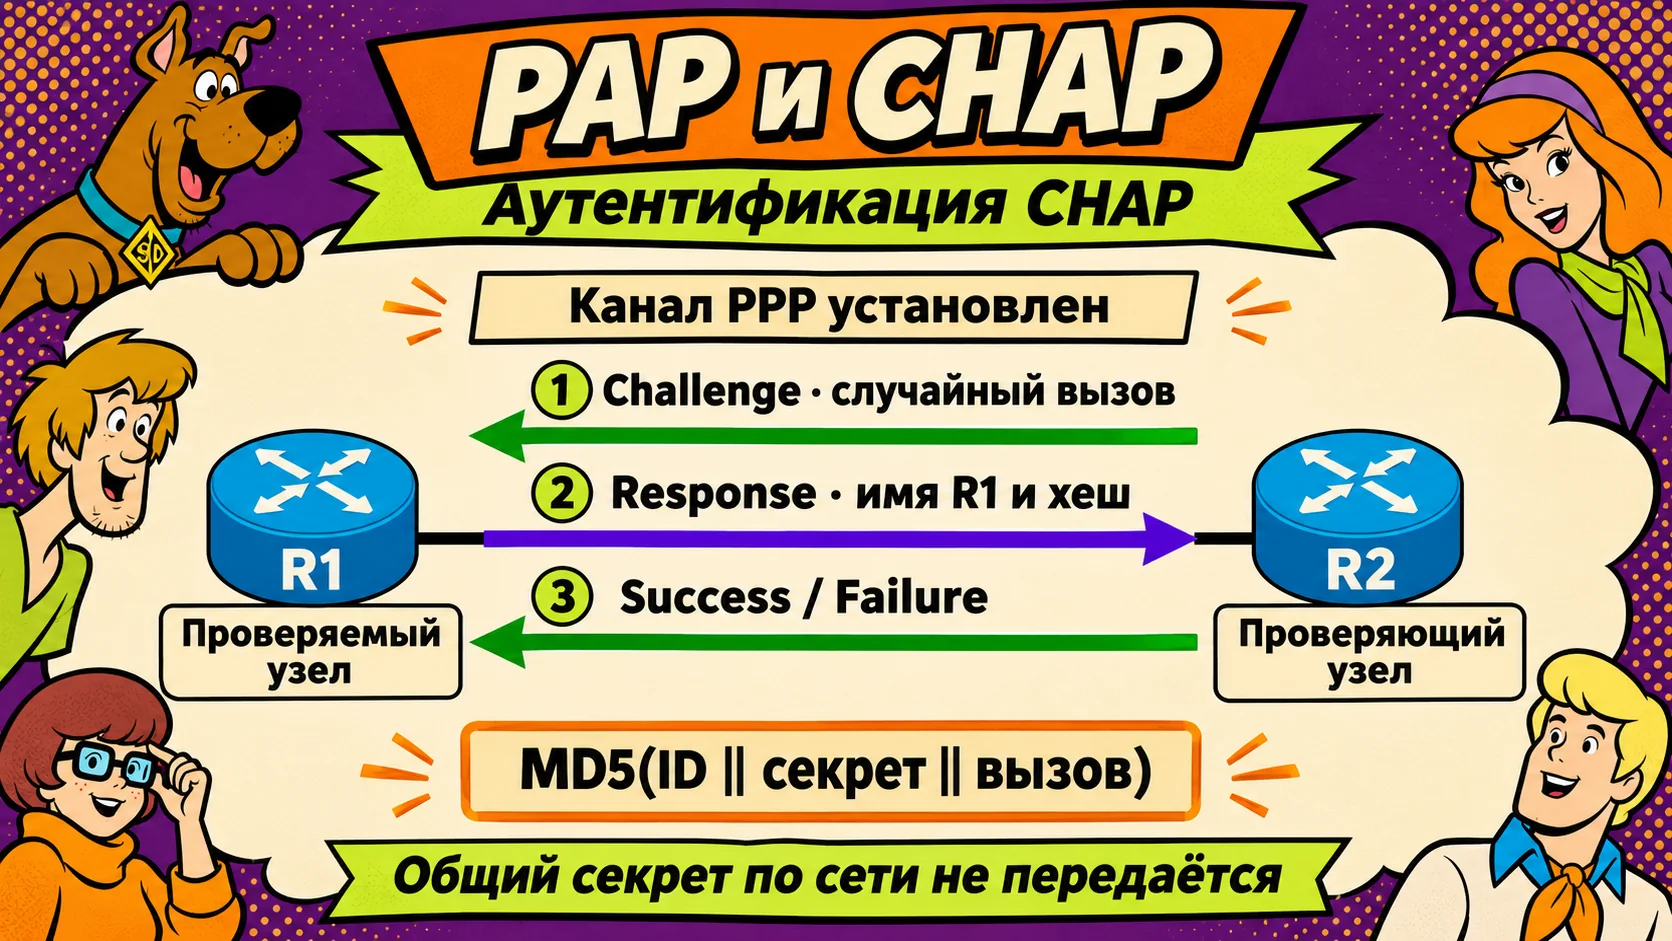 PAP и CHAP
Аутентификация CHAP
Канал PPP установлен
1 Challenge · случайный вызов
2 Response · имя R1 и хеш
3 Success / Failure
R1
Проверяемый
узел
R2
Проверяющий
узел
MD5(ID || секрет || вызов)
Общий секрет по сети не передаётся
SD